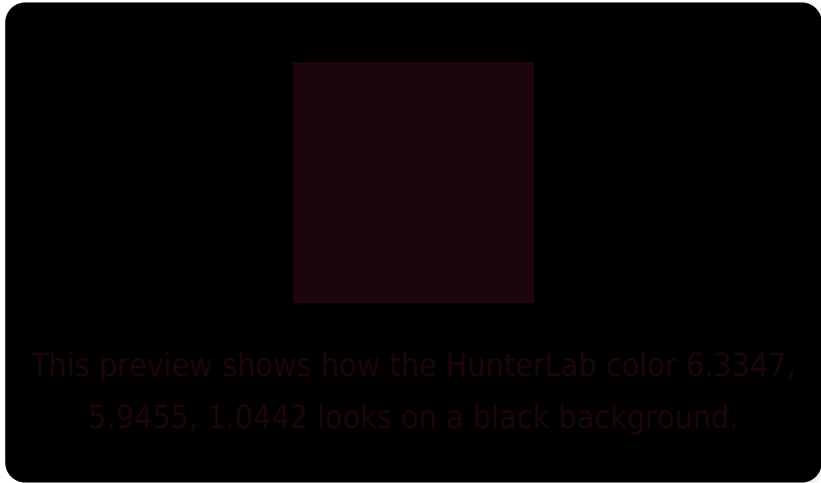 This preview shows how the HunterLab color 6.3347,
5.9455, 1.0442 looks on a black background.